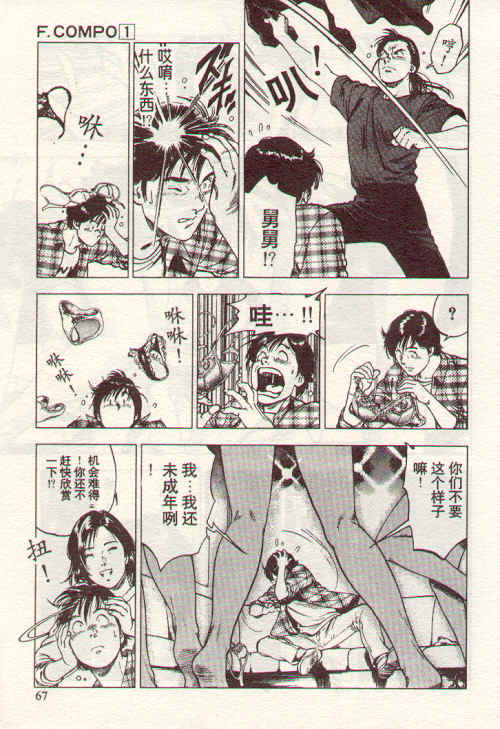 F.COMPO 1
哼!
叭!
舅舅!?
哎唷…
什么东西!?
咻…
?
哇…!!
咻咻!
咻咻!
你们不要
这个样子
嘛!
我…我还
未成年咧
!
机会难得
!你还不
赶快欣赏
一下!?
扭!
67